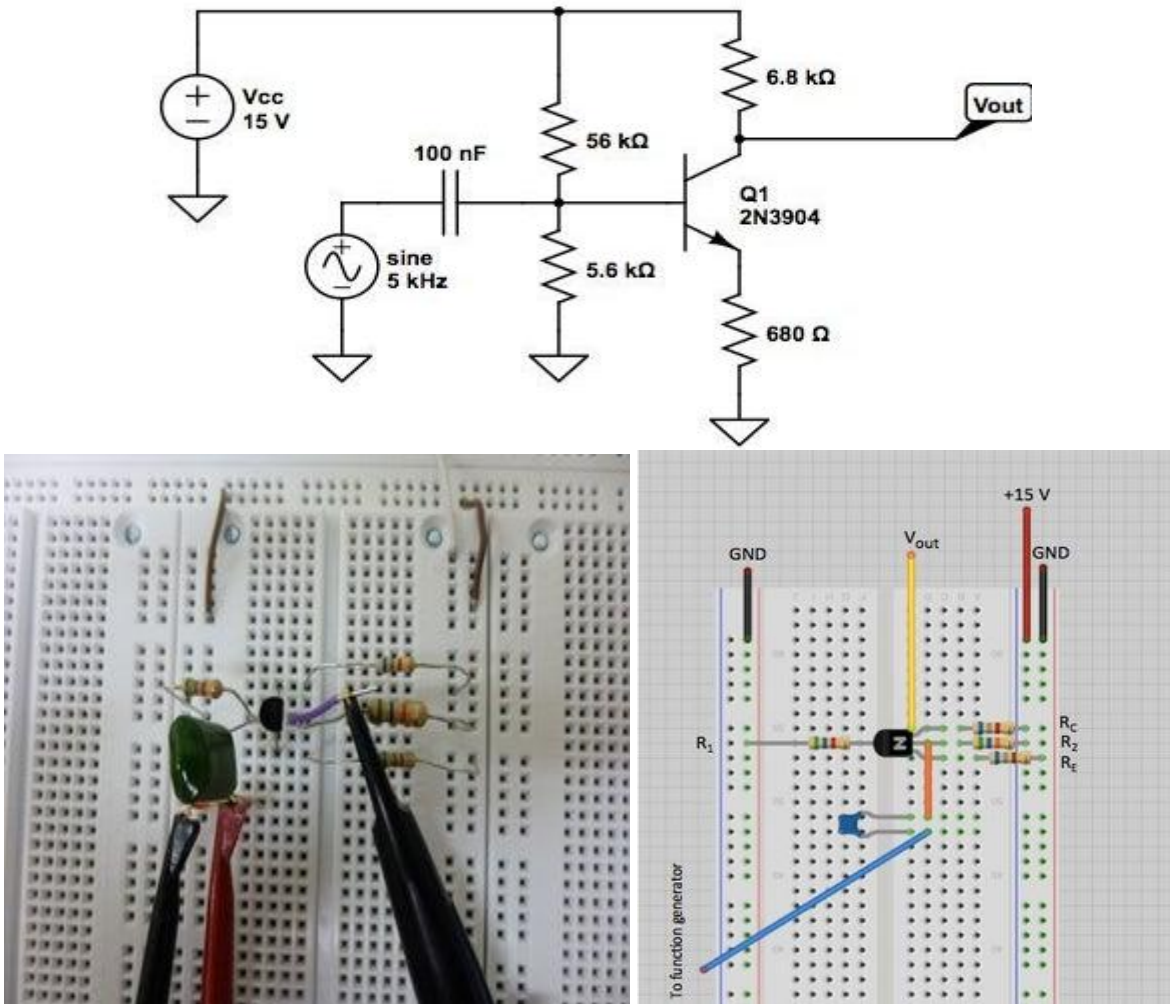 Vcc
15 V
100 nF
56 kΩ
6.8 kΩ
Vout
Q1
2N3904
sine
5 kHz
5.6 kΩ
680 Ω
+15 V
GND
Vout
GND
R1
N
RC
R2
RE
To function generator